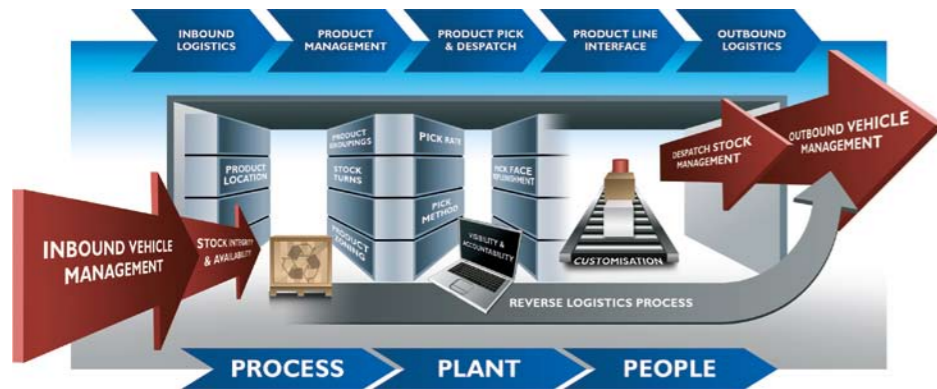 INBOUND
LOGISTICS
PRODUCT
MANAGEMENT
PRODUCT PICK
& DESPATCH
PRODUCT LINE
INTERFACE
OUTBOUND
LOGISTICS
INBOUND VEHICLE
MANAGEMENT
STOCK INTEGRITY
& AVAILABILITY
PRODUCT
LOCATION
PRODUCT
GROUPINGS
STOCK
TURNS
PRODUCT
ZONING
PICK RATE
PICK
METHOD
PICK FACE
REPLENISHMENT
VISIBILITY &
ACCOUNTABILITY
CUSTOMISATION
DESPATCH STOCK
MANAGEMENT
OUTBOUND VEHICLE
MANAGEMENT
REVERSE LOGISTICS PROCESS
PROCESS
PLANT
PEOPLE